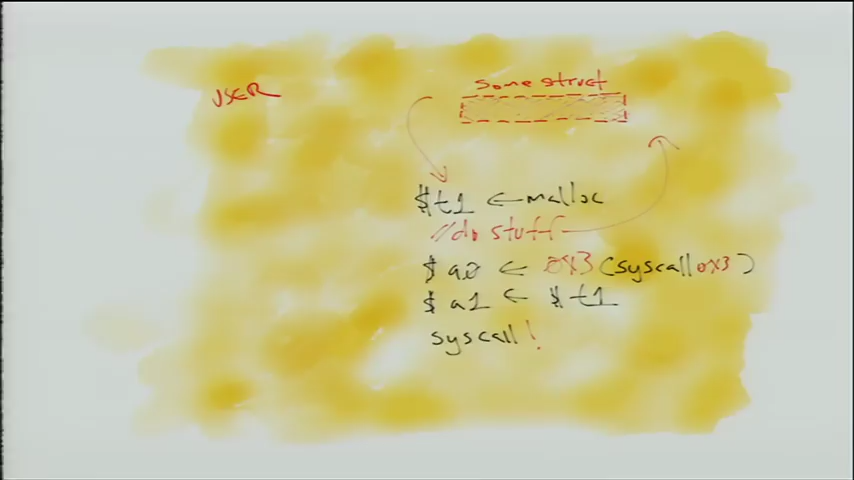 USER
some struct
$t1 ← malloc
//do stuff
$a0 ← 0x3 (syscall 0x3)
$a1 ← $t1
syscall!